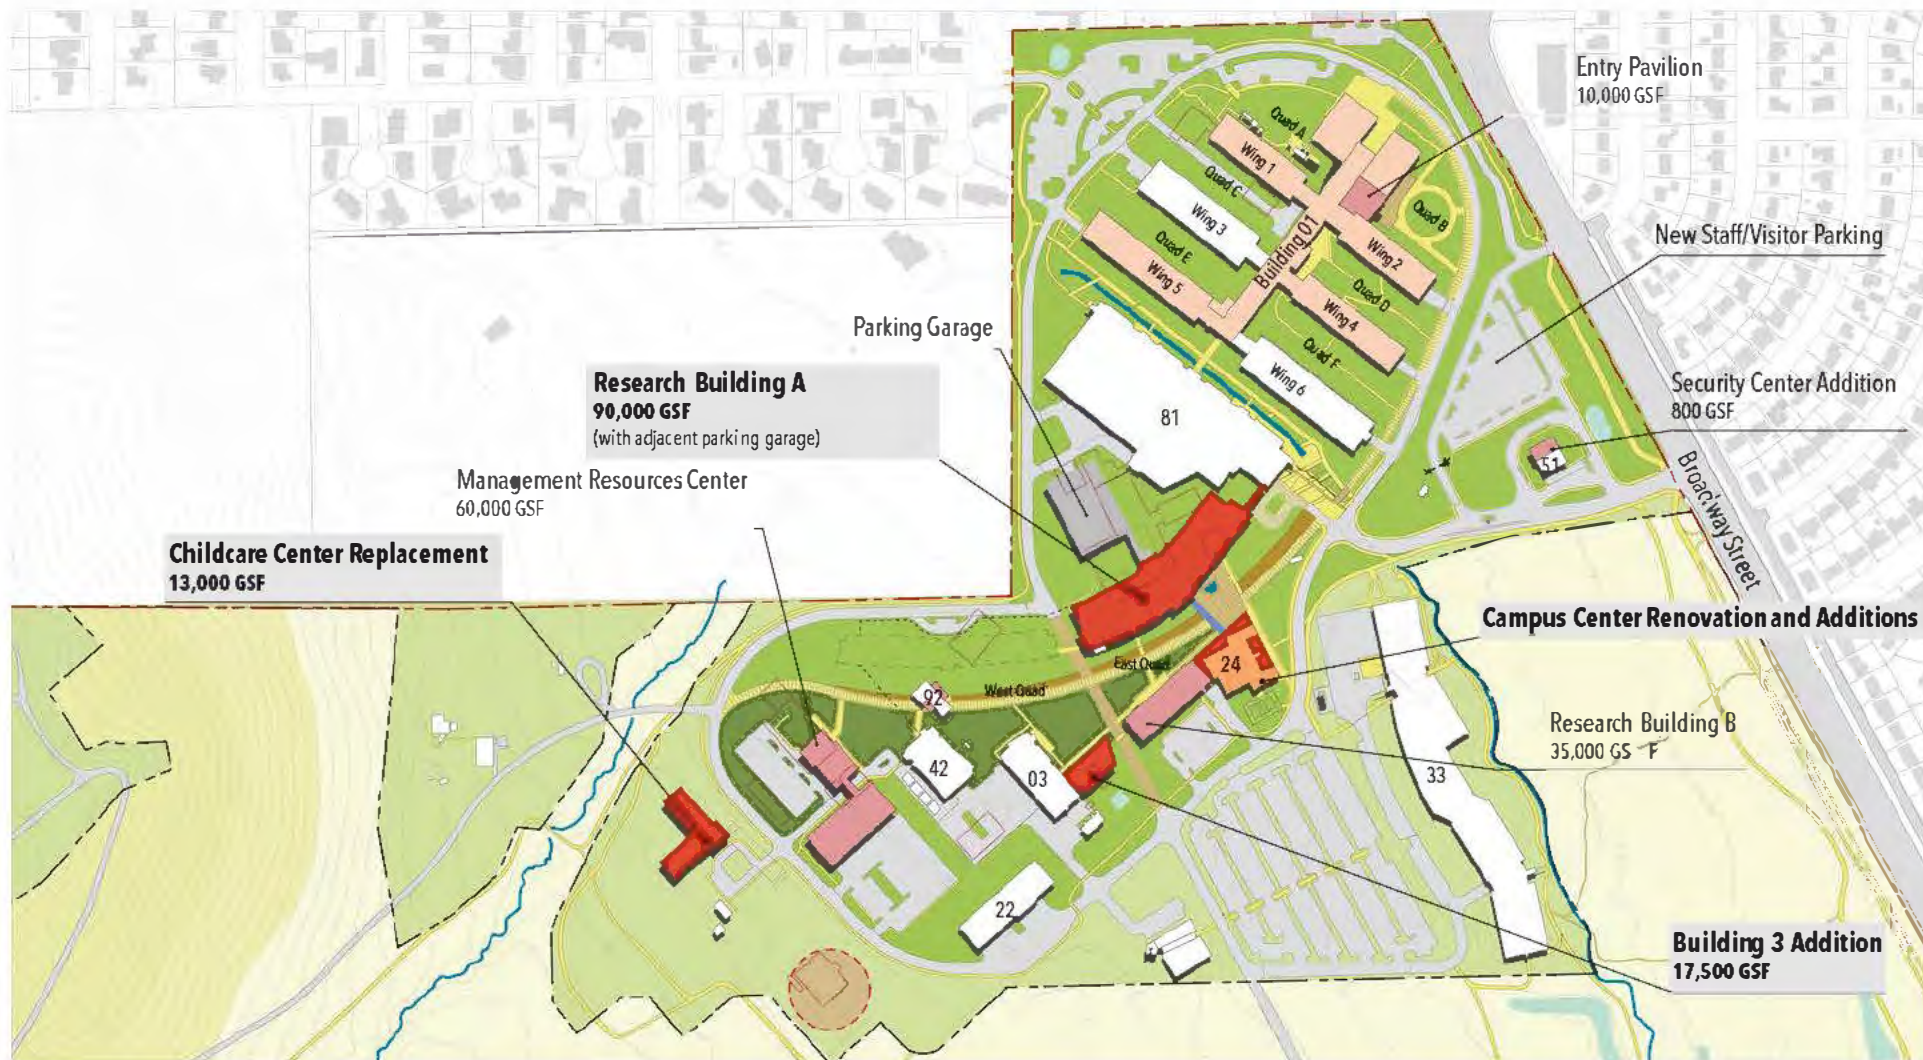 Entry Pavilion
10,000 GSF
New Staff/Visitor Parking
Security Center Addition
800 GSF
Broadway Street
Parking Garage
Research Building A
90,000 GSF
(with adjacent parking garage)
Management Resources Center
60,000 GSF
Childcare Center Replacement
13,000 GSF
Campus Center Renovation and Additions
Research Building B
35,000 GS F
Building 3 Addition
17,500 GSF
Quad A
Wing 1
Quad C
Wing 3
Quad B
Wing 2
Building 01
Quad E
Wing 5
Quad D
Wing 4
Quad F
Wing 6
81
51
East Quad
24
West Quad
92
42
03
33
22